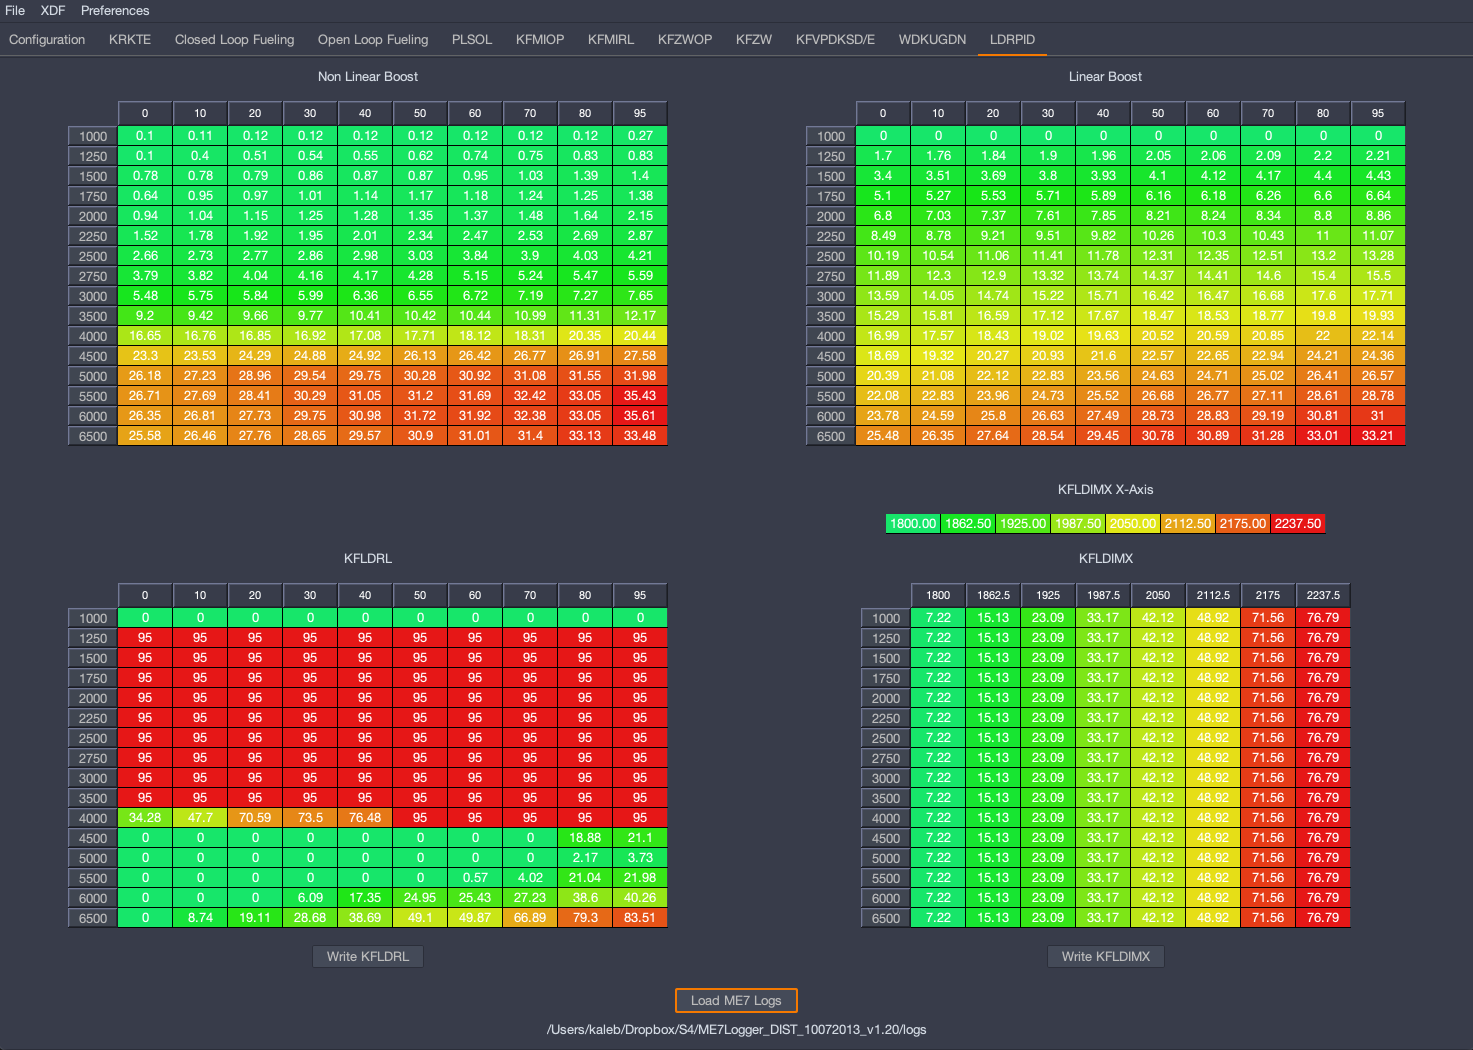 File XDF Preferences
Configuration KRKTE Closed Loop Fueling Open Loop Fueling PLSOL KFMIOP KFMIRL KFZWOP KFZW KFVPDKSD/E WDKUGDN LDRPID
Non Linear Boost
0 10 20 30 40 50 60 70 80 95
1000 0.1 0.11 0.12 0.12 0.12 0.12 0.12 0.12 0.12 0.27
1250 0.1 0.4 0.51 0.54 0.55 0.62 0.74 0.75 0.83 0.83
1500 0.78 0.78 0.79 0.86 0.87 0.87 0.95 1.03 1.39 1.4
1750 0.64 0.95 0.97 1.01 1.14 1.17 1.18 1.24 1.25 1.38
2000 0.94 1.04 1.15 1.25 1.28 1.35 1.37 1.48 1.64 2.15
2250 1.52 1.78 1.92 1.95 2.01 2.34 2.47 2.53 2.69 2.87
2500 2.66 2.73 2.77 2.86 2.98 3.03 3.84 3.9 4.03 4.21
2750 3.79 3.82 4.04 4.16 4.17 4.28 5.15 5.24 5.47 5.59
3000 5.48 5.75 5.84 5.99 6.36 6.55 6.72 7.19 7.27 7.65
3500 9.2 9.42 9.66 9.77 10.41 10.42 10.44 10.99 11.31 12.17
4000 16.65 16.76 16.85 16.92 17.08 17.71 18.12 18.31 20.35 20.44
4500 23.3 23.53 24.29 24.88 24.92 26.13 26.42 26.77 26.91 27.58
5000 26.18 27.23 28.96 29.54 29.75 30.28 30.92 31.08 31.55 31.98
5500 26.71 27.69 28.41 30.29 31.05 31.2 31.69 32.42 33.05 35.43
6000 26.35 26.81 27.73 29.75 30.98 31.72 31.92 32.38 33.05 35.61
6500 25.58 26.46 27.76 28.65 29.57 30.9 31.01 31.4 33.13 33.48
Linear Boost
0 10 20 30 40 50 60 70 80 95
1000 0 0 0 0 0 0 0 0 0 0
1250 1.7 1.76 1.84 1.9 1.96 2.05 2.06 2.09 2.2 2.21
1500 3.4 3.51 3.69 3.8 3.93 4.1 4.12 4.17 4.4 4.43
1750 5.1 5.27 5.53 5.71 5.89 6.16 6.18 6.26 6.6 6.64
2000 6.8 7.03 7.37 7.61 7.85 8.21 8.24 8.34 8.8 8.86
2250 8.49 8.78 9.21 9.51 9.82 10.26 10.3 10.43 11 11.07
2500 10.19 10.54 11.06 11.41 11.78 12.31 12.35 12.51 13.2 13.28
2750 11.89 12.3 12.9 13.32 13.74 14.37 14.41 14.6 15.4 15.5
3000 13.59 14.05 14.74 15.22 15.71 16.42 16.47 16.68 17.6 17.71
3500 15.29 15.81 16.59 17.12 17.67 18.47 18.53 18.77 19.8 19.93
4000 16.99 17.57 18.43 19.02 19.63 20.52 20.59 20.85 22 22.14
4500 18.69 19.32 20.27 20.93 21.6 22.57 22.65 22.94 24.21 24.36
5000 20.39 21.08 22.12 22.83 23.56 24.63 24.71 25.02 26.41 26.57
5500 22.08 22.83 23.96 24.73 25.52 26.68 26.77 27.11 28.61 28.78
6000 23.78 24.59 25.8 26.63 27.49 28.73 28.83 29.19 30.81 31
6500 25.48 26.35 27.64 28.54 29.45 30.78 30.89 31.28 33.01 33.21
KFLDIMX X-Axis
1800.00 1862.50 1925.00 1987.50 2050.00 2112.50 2175.00 2237.50
KFLDRL
0 10 20 30 40 50 60 70 80 95
1000 0 0 0 0 0 0 0 0 0 0
1250 95 95 95 95 95 95 95 95 95 95
1500 95 95 95 95 95 95 95 95 95 95
1750 95 95 95 95 95 95 95 95 95 95
2000 95 95 95 95 95 95 95 95 95 95
2250 95 95 95 95 95 95 95 95 95 95
2500 95 95 95 95 95 95 95 95 95 95
2750 95 95 95 95 95 95 95 95 95 95
3000 95 95 95 95 95 95 95 95 95 95
3500 95 95 95 95 95 95 95 95 95 95
4000 34.28 47.7 70.59 73.5 76.48 95 95 95 95 95
4500 0 0 0 0 0 0 0 0 18.88 21.1
5000 0 0 0 0 0 0 0 0 2.17 3.73
5500 0 0 0 0 0 0 0.57 4.02 21.04 21.98
6000 0 0 0 6.09 17.35 24.95 25.43 27.23 38.6 40.26
6500 0 8.74 19.11 28.68 38.69 49.1 49.87 66.89 79.3 83.51
Write KFLDRL
KFLDIMX
1800 1862.5 1925 1987.5 2050 2112.5 2175 2237.5
1000 7.22 15.13 23.09 33.17 42.12 48.92 71.56 76.79
1250 7.22 15.13 23.09 33.17 42.12 48.92 71.56 76.79
1500 7.22 15.13 23.09 33.17 42.12 48.92 71.56 76.79
1750 7.22 15.13 23.09 33.17 42.12 48.92 71.56 76.79
2000 7.22 15.13 23.09 33.17 42.12 48.92 71.56 76.79
2250 7.22 15.13 23.09 33.17 42.12 48.92 71.56 76.79
2500 7.22 15.13 23.09 33.17 42.12 48.92 71.56 76.79
2750 7.22 15.13 23.09 33.17 42.12 48.92 71.56 76.79
3000 7.22 15.13 23.09 33.17 42.12 48.92 71.56 76.79
3500 7.22 15.13 23.09 33.17 42.12 48.92 71.56 76.79
4000 7.22 15.13 23.09 33.17 42.12 48.92 71.56 76.79
4500 7.22 15.13 23.09 33.17 42.12 48.92 71.56 76.79
5000 7.22 15.13 23.09 33.17 42.12 48.92 71.56 76.79
5500 7.22 15.13 23.09 33.17 42.12 48.92 71.56 76.79
6000 7.22 15.13 23.09 33.17 42.12 48.92 71.56 76.79
6500 7.22 15.13 23.09 33.17 42.12 48.92 71.56 76.79
Write KFLDIMX
Load ME7 Logs
/Users/kaleb/Dropbox/S4/ME7Logger_DIST_10072013_v1.20/logs